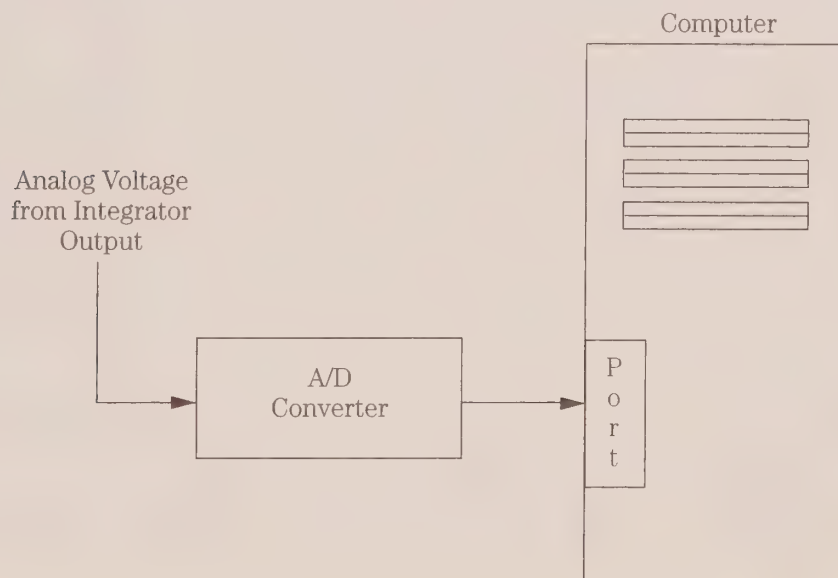 Computer
Analog Voltage
from Integrator
Output
A/D
Converter
P
o
r
t